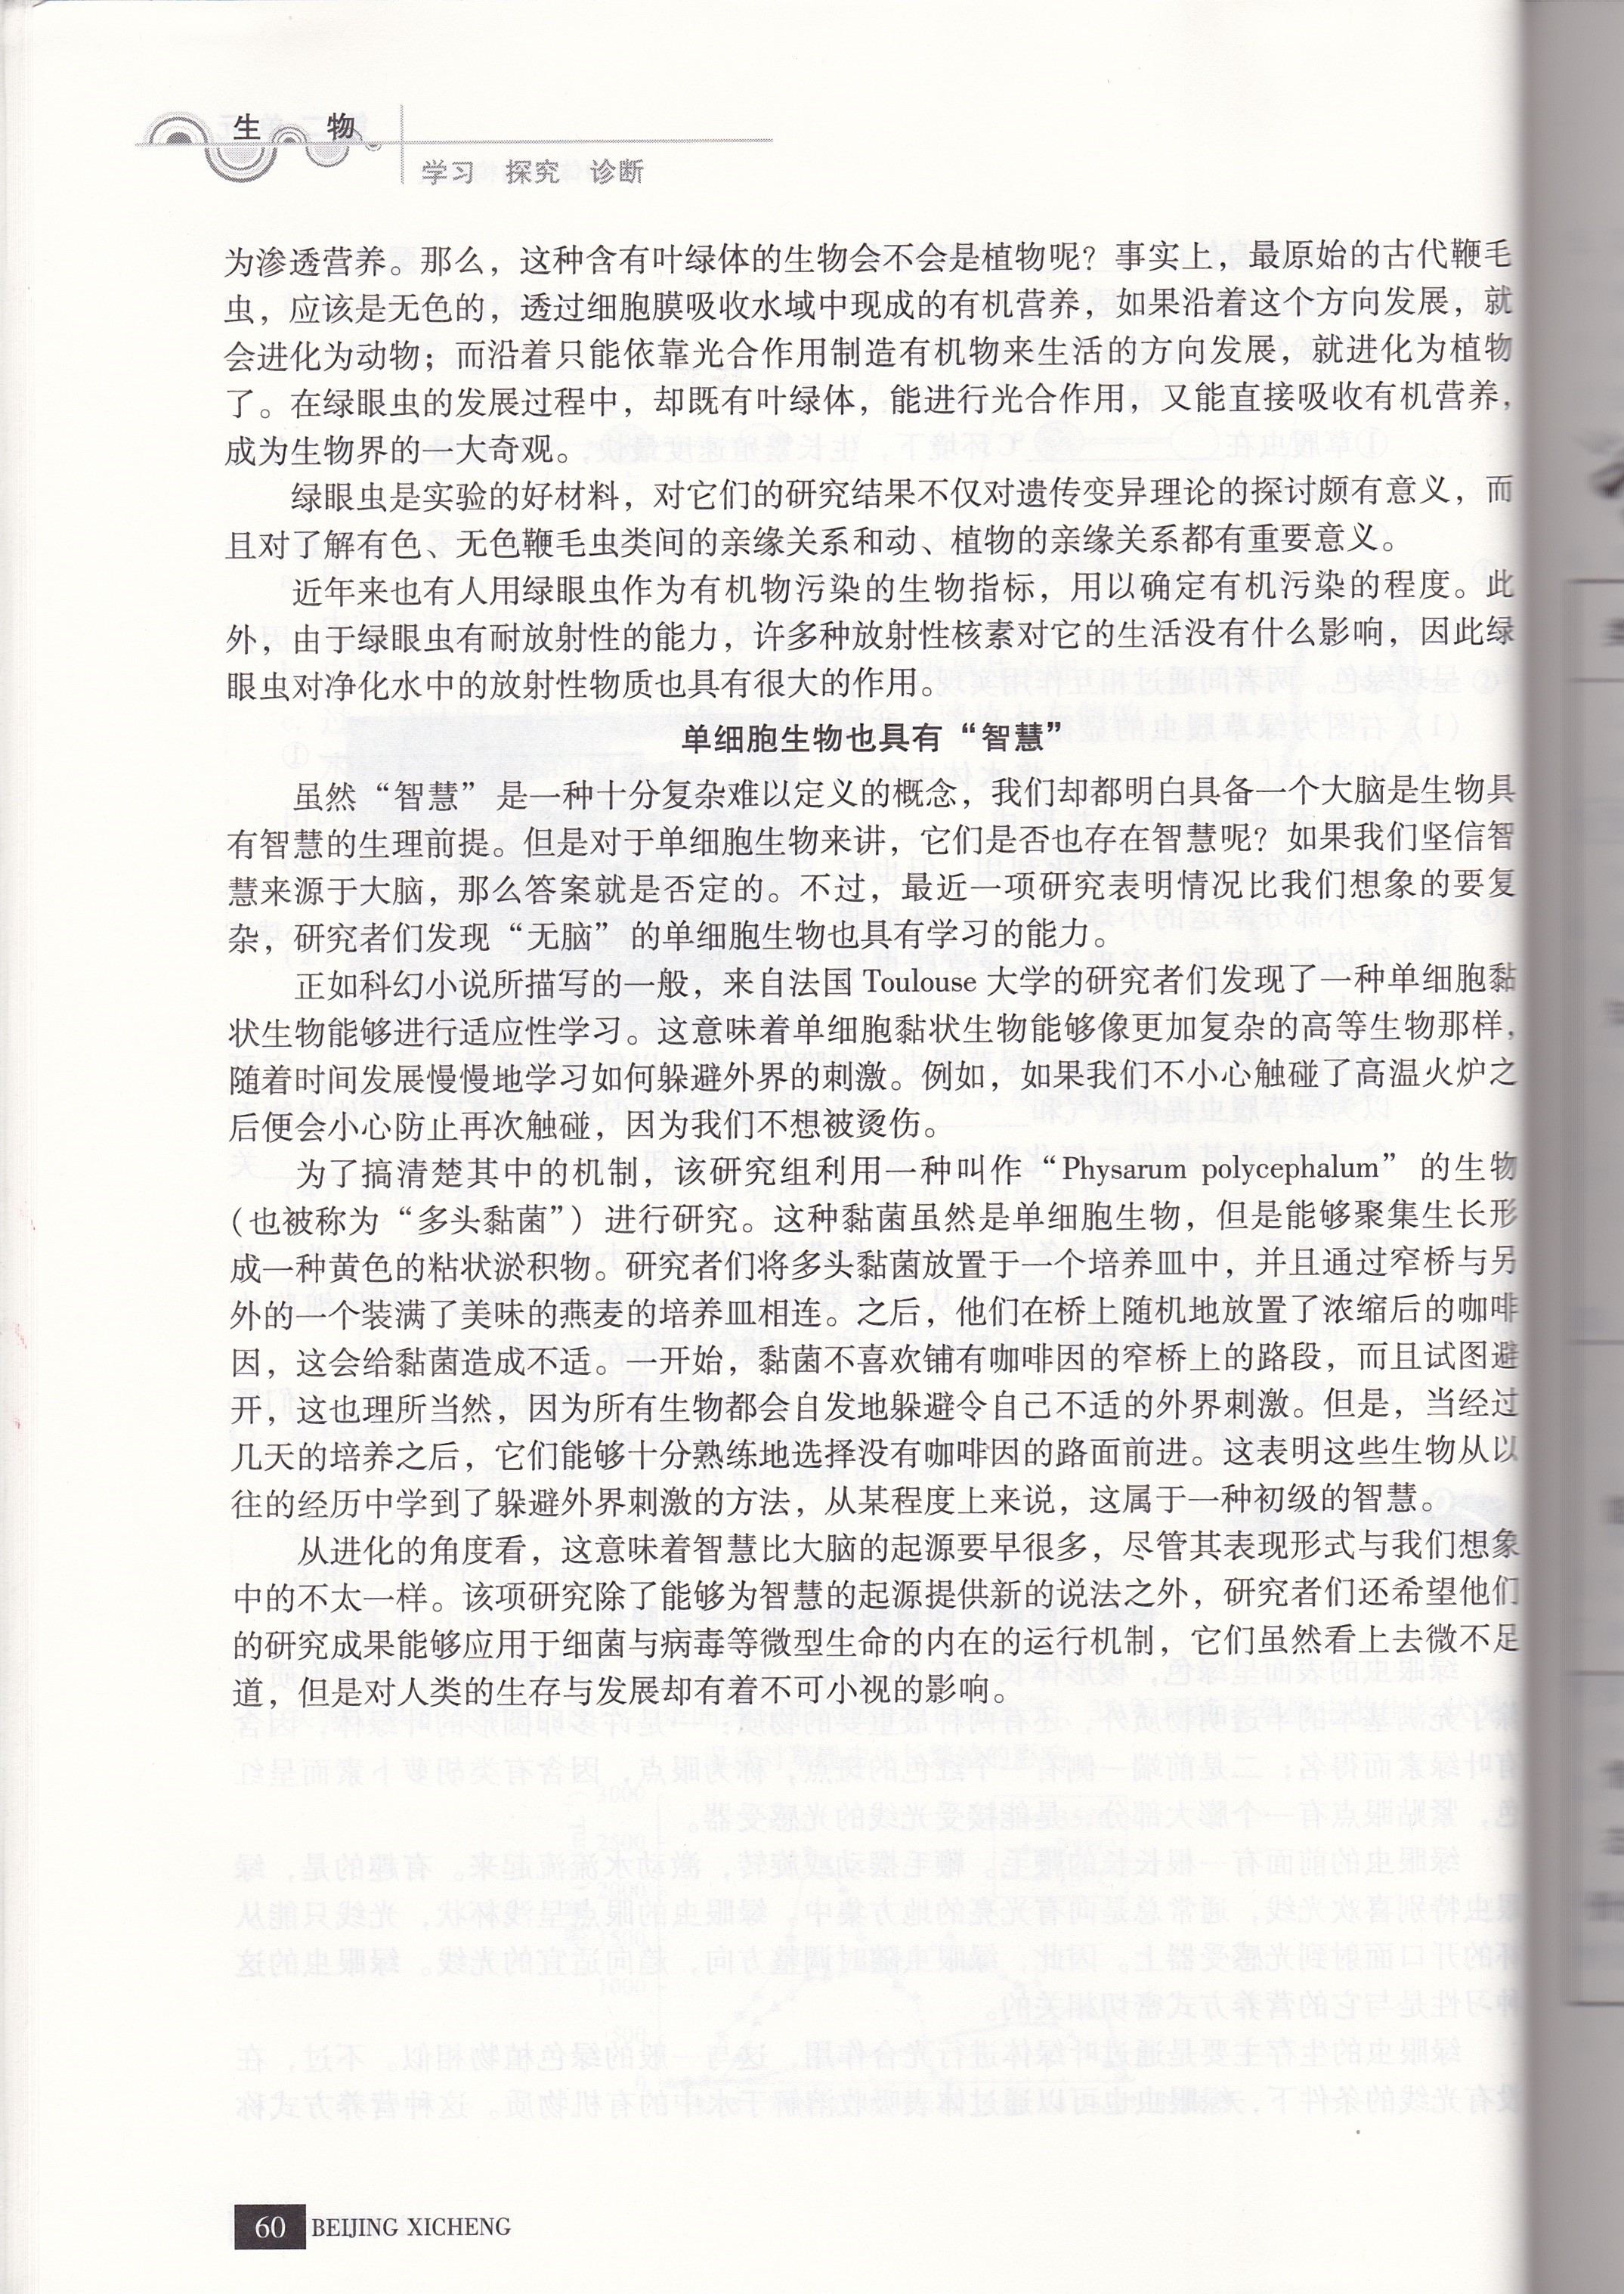 生 物
学习 探究 诊断
为渗透营养。那么，这种含有叶绿体的生物会不会是植物呢？事实上，最原始的古代鞭毛
虫，应该是无色的，透过细胞膜吸收水域中现成的有机营养，如果沿着这个方向发展，就
会进化为动物；而沿着只能依靠光合作用制造有机物来生活的方向发展，就进化为植物
了。在绿眼虫的发展过程中，却既有叶绿体，能进行光合作用，又能直接吸收有机营养，
成为生物界的一大奇观。
绿眼虫是实验的好材料，对它们的研究结果不仅对遗传变异理论的探讨颇有意义，而
且对了解有色、无色鞭毛虫类间的亲缘关系和动、植物的亲缘关系都有重要意义。
近年来也有人用绿眼虫作为有机物污染的生物指标，用以确定有机污染的程度。此
外，由于绿眼虫有耐放射性的能力，许多种放射性核素对它的生活没有什么影响，因此绿
眼虫对净化水中的放射性物质也具有很大的作用。
单细胞生物也具有“智慧”
虽然“智慧”是一种十分复杂难以定义的概念，我们却都明白具备一个大脑是生物具
有智慧的生理前提。但是对于单细胞生物来讲，它们是否也存在智慧呢？如果我们坚信智
慧来源于大脑，那么答案就是否定的。不过，最近一项研究表明情况比我们想象的要复
杂，研究者们发现“无脑”的单细胞生物也具有学习的能力。
正如科幻小说所描写的一般，来自法国 Toulouse 大学的研究者们发现了一种单细胞黏
状生物能够进行适应性学习。这意味着单细胞黏状生物能够像更加复杂的高等生物那样，
随着时间发展慢慢地学习如何躲避外界的刺激。例如，如果我们不小心触碰了高温火炉之
后便会小心防止再次触碰，因为我们不想被烫伤。
为了搞清楚其中的机制，该研究组利用一种叫作“Physarum polycephalum”的生物
（也被称为“多头黏菌”）进行研究。这种黏菌虽然是单细胞生物，但是能够聚集生长形
成一种黄色的粘状淤积物。研究者们将多头黏菌放置于一个培养皿中，并且通过窄桥与另
外的一个装满了美味的燕麦的培养皿相连。之后，他们在桥上随机地放置了浓缩后的咖啡
因，这会给黏菌造成不适。一开始，黏菌不喜欢铺有咖啡因的窄桥上的路段，而且试图避
开，这也理所当然，因为所有生物都会自发地躲避令自己不适的外界刺激。但是，当经过
几天的培养之后，它们能够十分熟练地选择没有咖啡因的路面前进。这表明这些生物从以
往的经历中学到了躲避外界刺激的方法，从某程度上来说，这属于一种初级的智慧。
从进化的角度看，这意味着智慧比大脑的起源要早很多，尽管其表现形式与我们想象
中的不太一样。该项研究除了能够为智慧的起源提供新的说法之外，研究者们还希望他们
的研究成果能够应用于细菌与病毒等微型生命的内在的运行机制，它们虽然看上去微不足
道，但是对人类的生存与发展却有着不可小视的影响。
60 BEIJING XICHENG